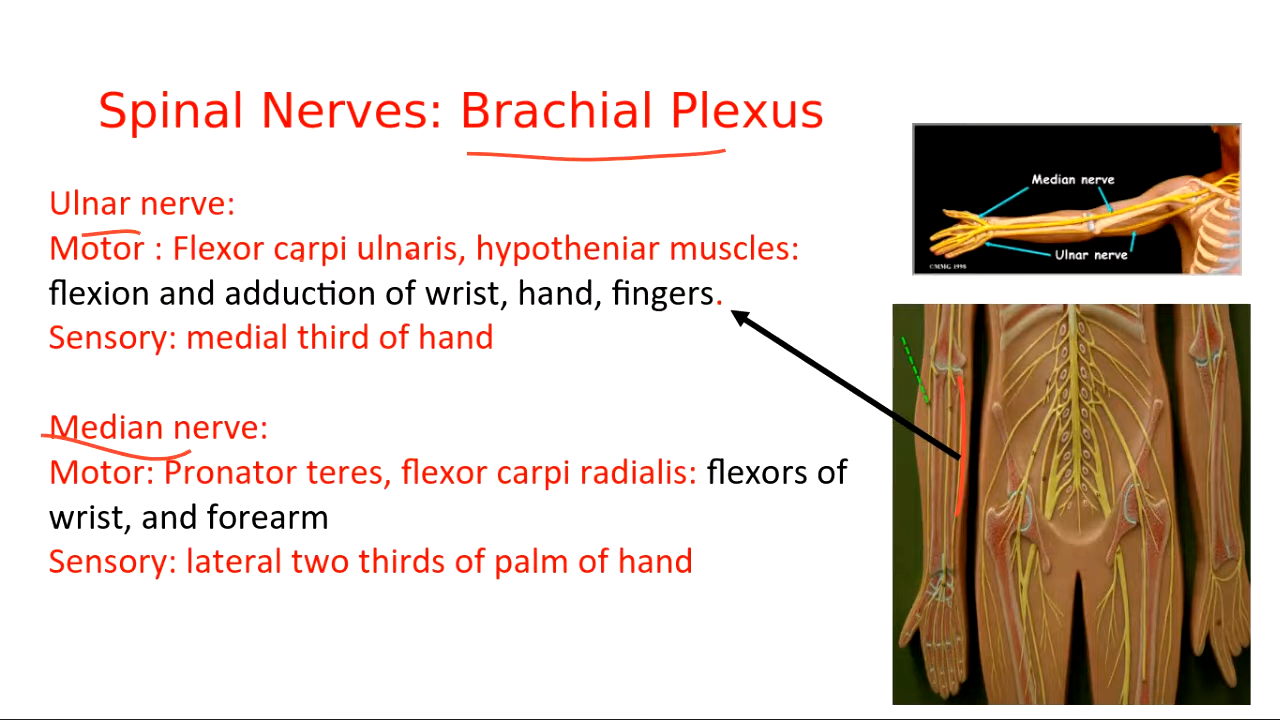 Spinal Nerves: Brachial Plexus
Ulnar nerve:
Motor : Flexor carpi ulnaris, hypotheniar muscles:
flexion and adduction of wrist, hand, fingers.
Sensory: medial third of hand
Median nerve:
Motor: Pronator teres, flexor carpi radialis: flexors of
wrist, and forearm
Sensory: lateral two thirds of palm of hand
Median nerve
Ulnar nerve
©MMG 1998